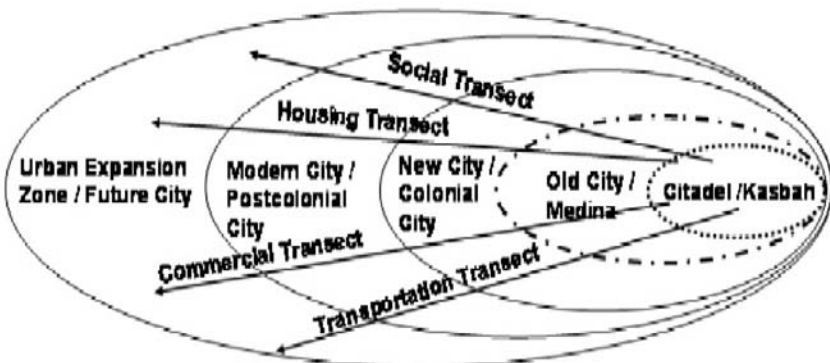 Social Transect
Housing Transect
Urban Expansion
Zone / Future City
Modern City /
Postcolonial
City
New City /
Colonial
City
Old City /
Medina
Citadel /Kasbah
Commercial Transect
Transportation Transect